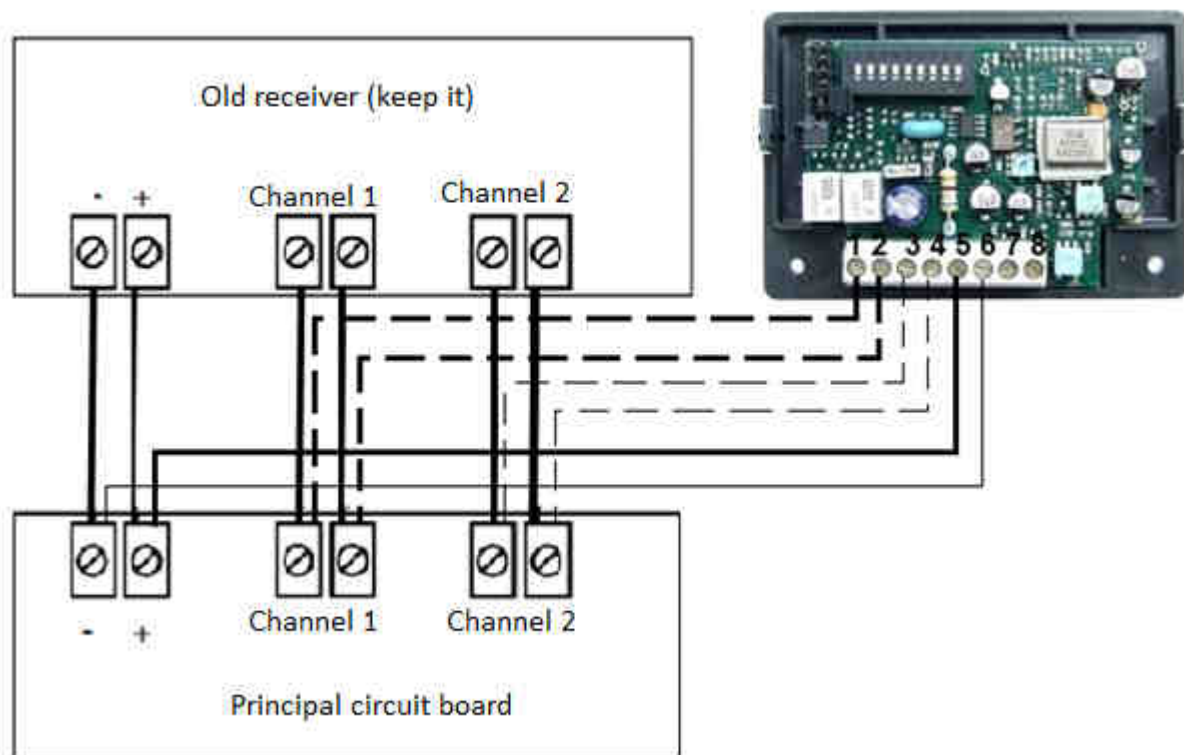 Old receiver (keep it)
- +
Channel 1
Channel 2
1 2 3 4 5 6 7 8
Channel 1
Channel 2
- +
Principal circuit board